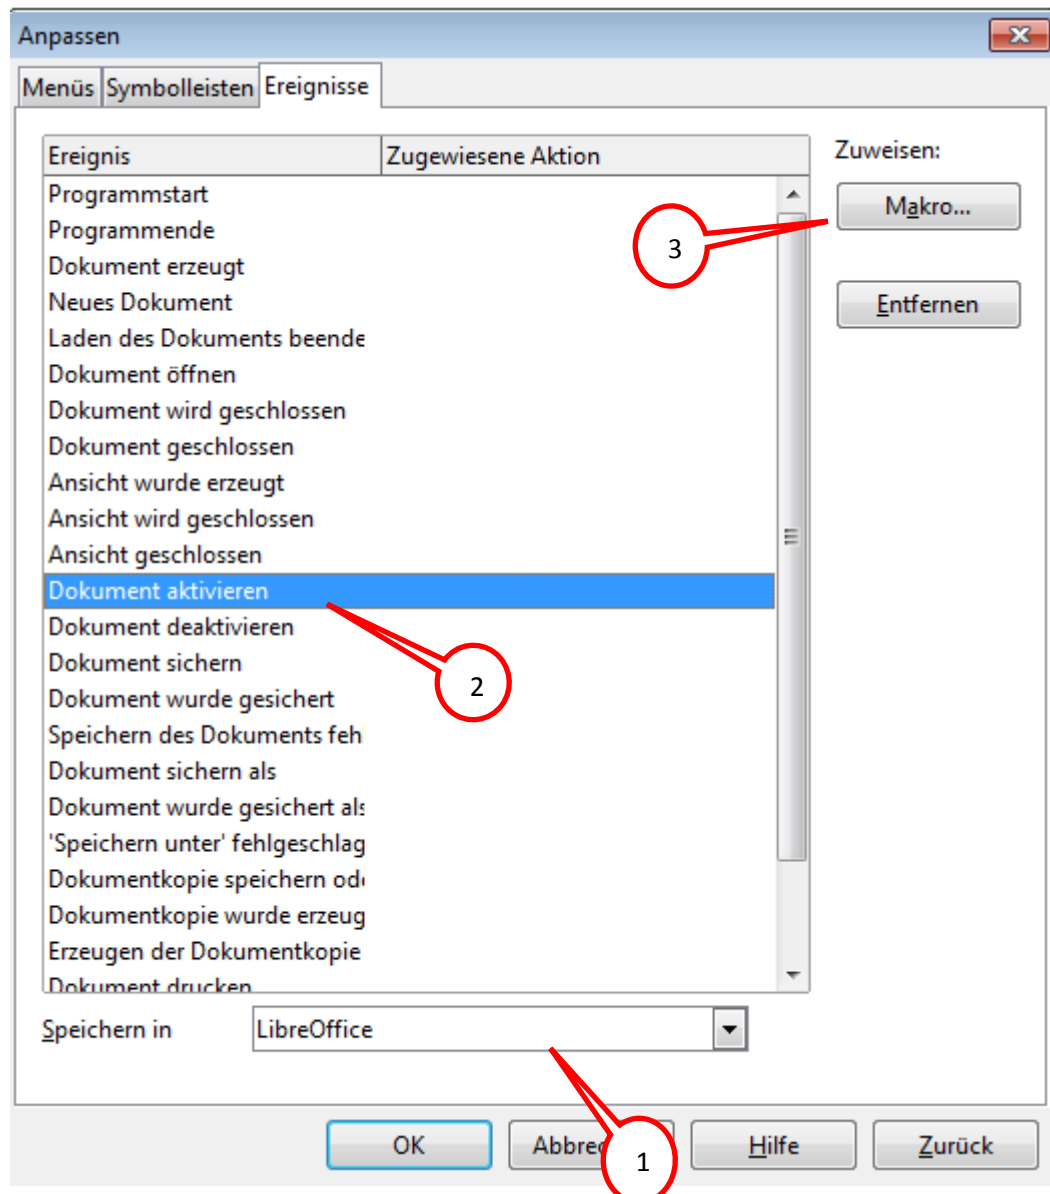 Anpassen
Menüs Symbolleisten Ereignisse
Ereignis Zugewiesene Aktion
Zuweisen:
Programmstart
Makro...
Programmende
3
Dokument erzeugt
Neues Dokument
Entfernen
Laden des Dokuments beende
Dokument öffnen
Dokument wird geschlossen
Dokument geschlossen
Ansicht wurde erzeugt
Ansicht wird geschlossen
Ansicht geschlossen
Dokument aktivieren
Dokument deaktivieren
Dokument sichern
2
Dokument wurde gesichert
Speichern des Dokuments feh
Dokument sichern als
Dokument wurde gesichert als
'Speichern unter' fehlgeschlag
Dokumentkopie speichern ode
Dokumentkopie wurde erzeug
Erzeugen der Dokumentkopie
Dokument drucken
Speichern in LibreOffice
OK Abbrec 1 Hilfe Zurück